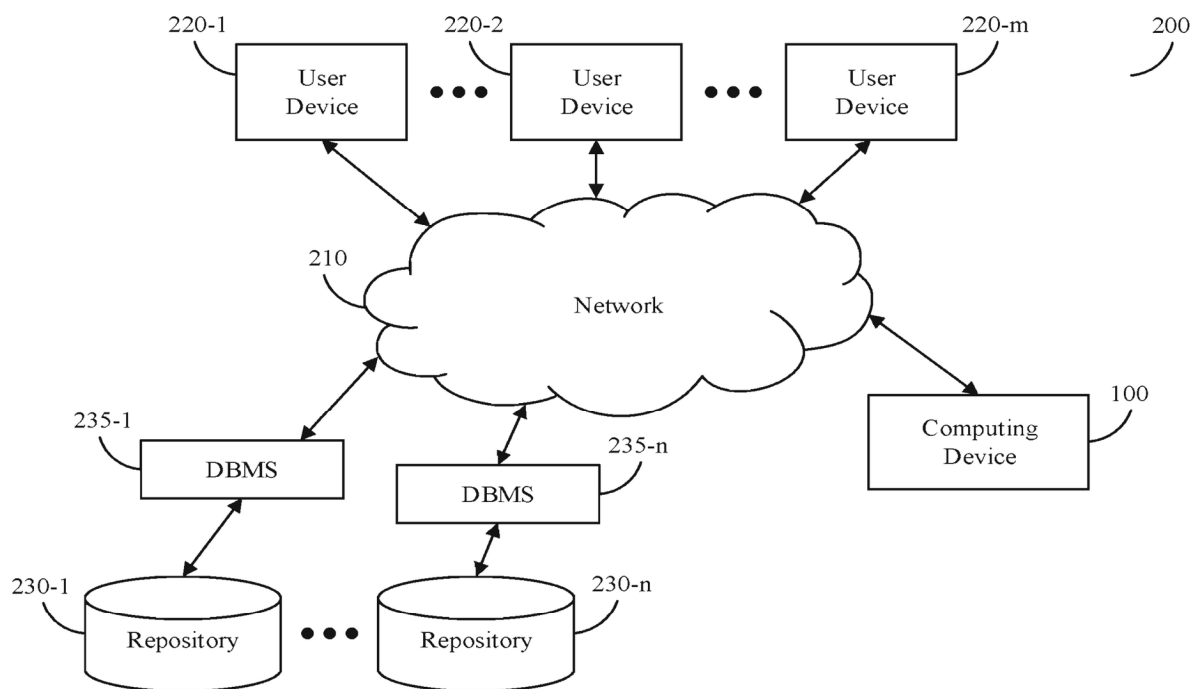 220-1
220-2
220-m
200
User
Device
User
Device
User
Device
210
Network
235-1
DBMS
235-n
DBMS
100
Computing
Device
230-1
Repository
230-n
Repository